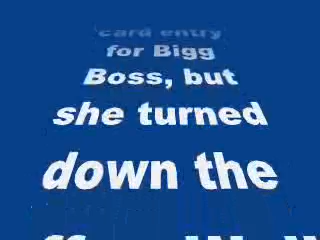 card entry
for Bigg
Boss, but
she turned
down the